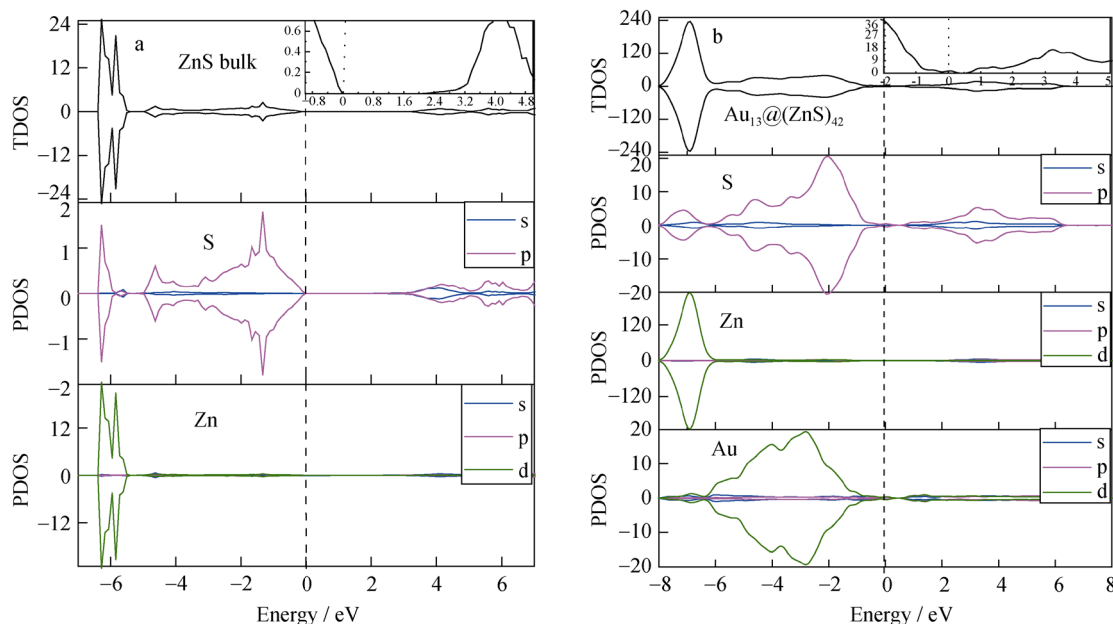 24
12
0
−12
−24
TDOS
a
ZnS bulk
0.6
0.4
0.2
0
−0.8 0 0.8 1.6 2.4 3.2 4.0 4.8
2
1
0
−1
−2
PDOS
S
s
p
12
0
−12
PDOS
Zn
s
p
d
−6 −4 −2 0 2 4 6
Energy / eV
240
120
0
−120
−240
TDOS
b
Au₁₃@(ZnS)₄₂
36
27
18
9
0
−2 −1 0 1 2 3 4 5
20
10
0
−10
−20
PDOS
S
s
p
120
0
−120
PDOS
Zn
s
p
d
20
10
0
−10
−20
PDOS
Au
s
p
d
−8 −6 −4 −2 0 2 4 6 8
Energy / eV